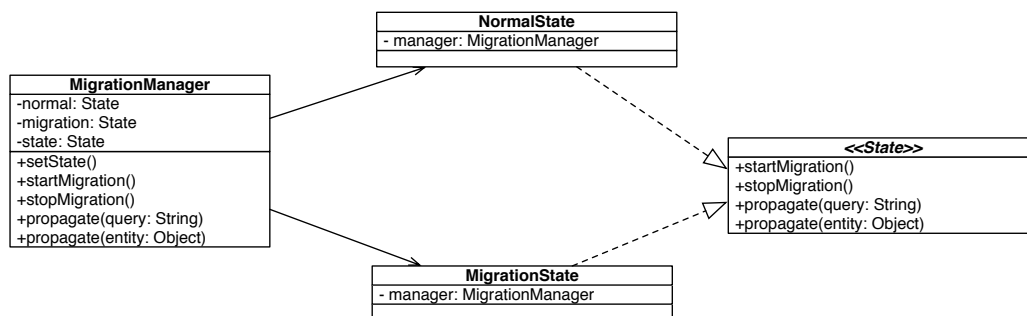 NormalState
- manager: MigrationManager
MigrationManager
-normal: State
-migration: State
-state: State
+setState()
+startMigration()
+stopMigration()
+propagate(query: String)
+propagate(entity: Object)
<<State>>
+startMigration()
+stopMigration()
+propagate(query: String)
+propagate(entity: Object)
MigrationState
- manager: MigrationManager